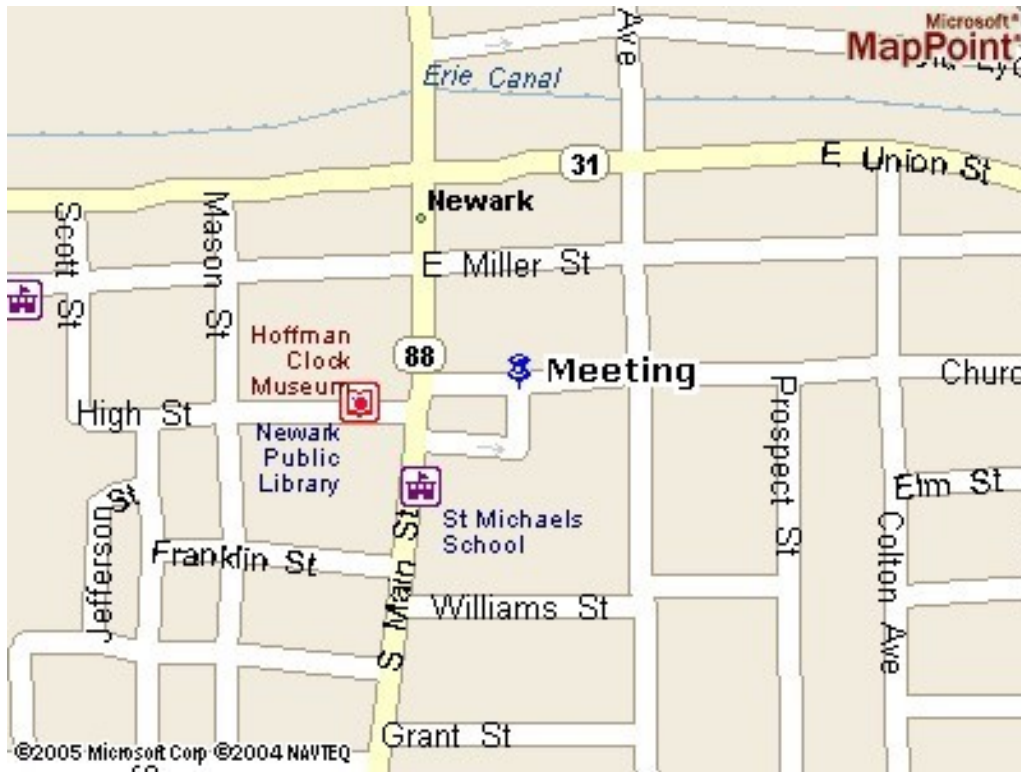 Microsoft®
MapPoint®
Ave
Erie Canal
31
E Union St
Newark
Scott St
Mason St
E Miller St
Hoffman
Clock
Museum
88
Meeting
Church
High St
Newark
Public
Library
Prospect St
Elm St
St Michaels
School
Jefferson St
Franklin St
S Main St
Williams St
Colton Ave
Grant St
©2005 Microsoft Corp ©2004 NAVTEQ